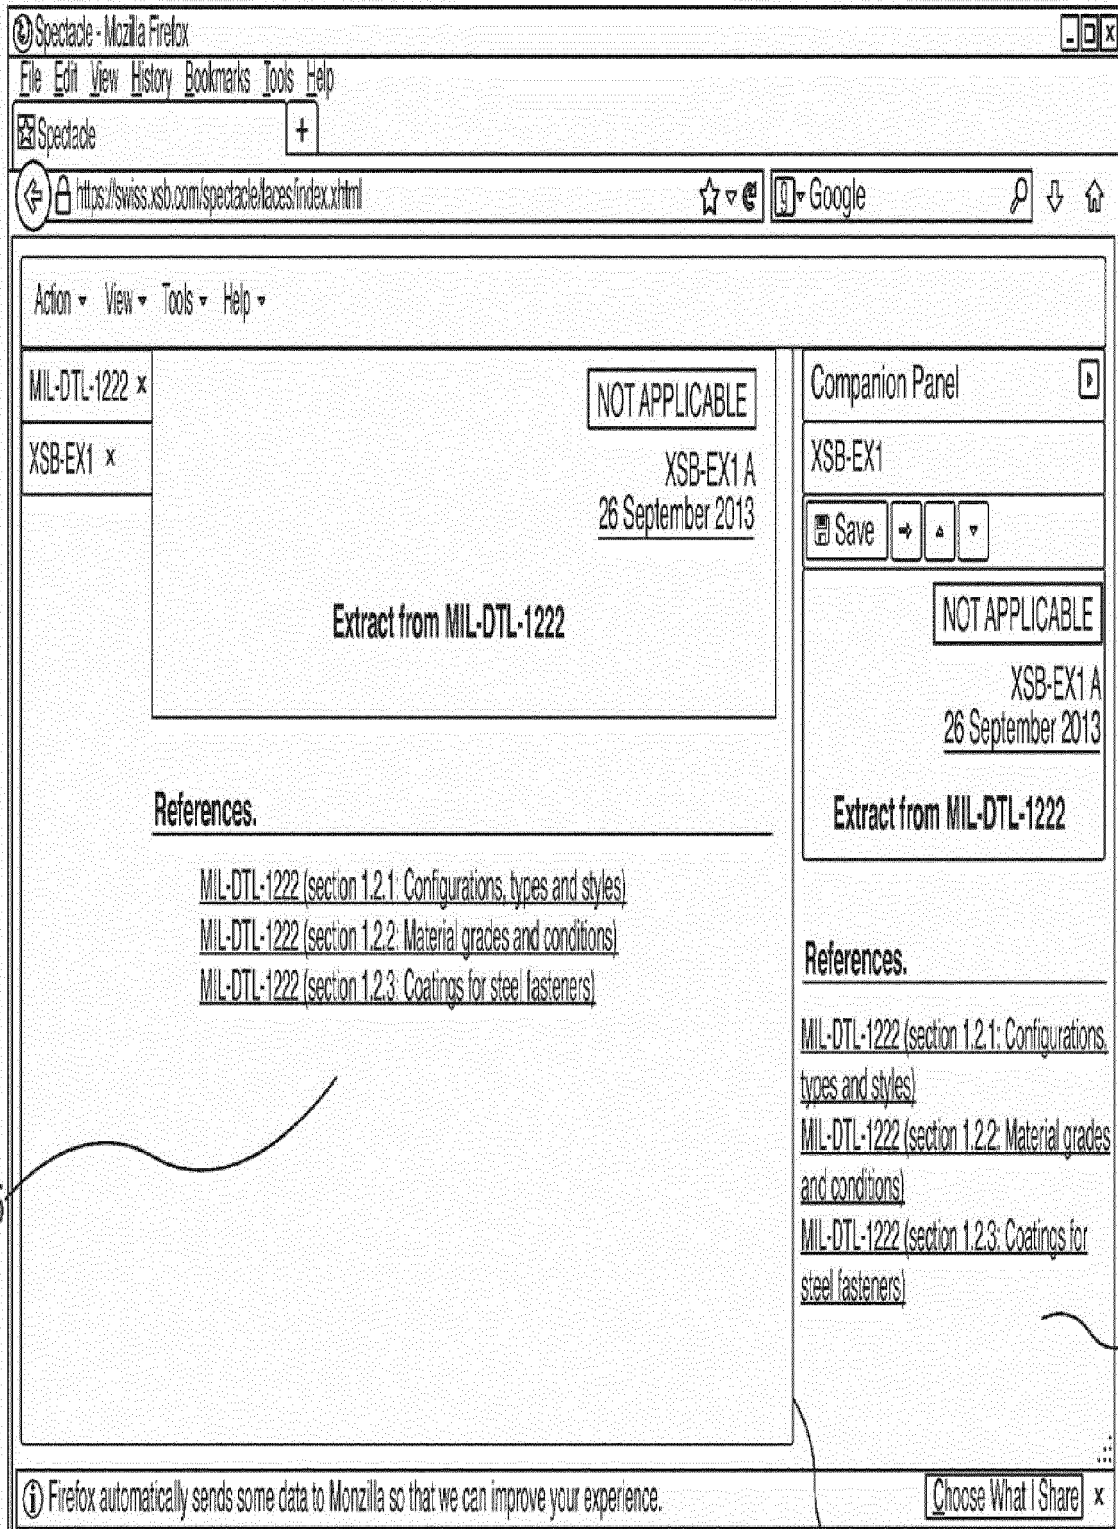 Spectacle - Mozilla Firefox
File Edit View History Bookmarks Tools Help
Spectacle +
https://swiss.xsb.com/spectacle/faces/index.xhtml
Google
Action View Tools Help
MIL-DTL-1222 x
XSB-EX1 x
NOT APPLICABLE
XSB-EX1 A
26 September 2013
Extract from MIL-DTL-1222
References.
MIL-DTL-1222 (section 1.2.1: Configurations, types and styles)
MIL-DTL-1222 (section 1.2.2: Material grades and conditions)
MIL-DTL-1222 (section 1.2.3: Coatings for steel fasteners)
Companion Panel
XSB-EX1
Save
NOT APPLICABLE
XSB-EX1 A
26 September 2013
Extract from MIL-DTL-1222
References.
MIL-DTL-1222 (section 1.2.1: Configurations,
types and styles)
MIL-DTL-1222 (section 1.2.2: Material grades
and conditions)
MIL-DTL-1222 (section 1.2.3: Coatings for
steel fasteners)
Firefox automatically sends some data to Monzilla so that we can improve your experience.
Choose What I Share x